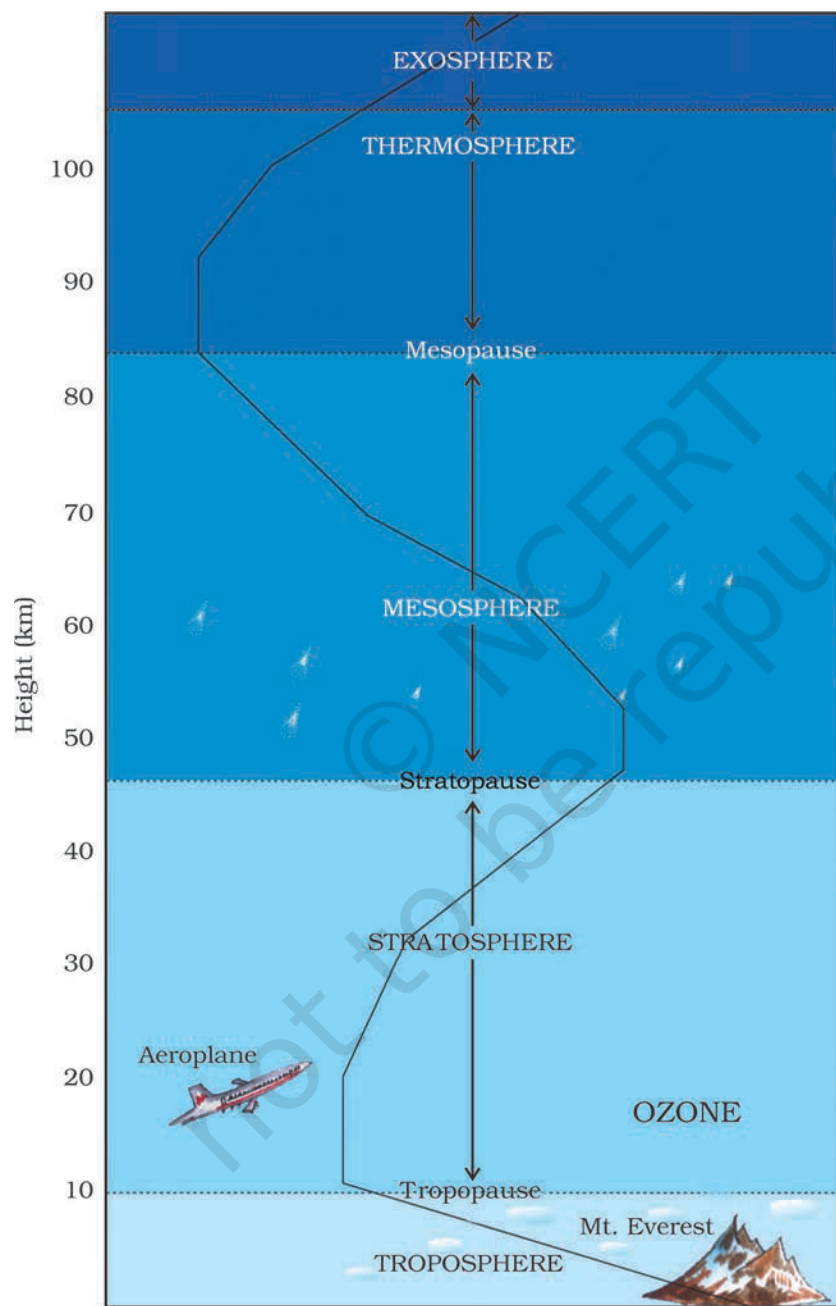 EXOSPHERE
THERMOSPHERE
100
90
Mesopause
80
70
MESOSPHERE
60
Height (km)
50
Stratopause
40
STRATOSPHERE
30
Aeroplane
20
OZONE
10
Tropopause
Mt. Everest
TROPOSPHERE
© NCERT
not to be repub